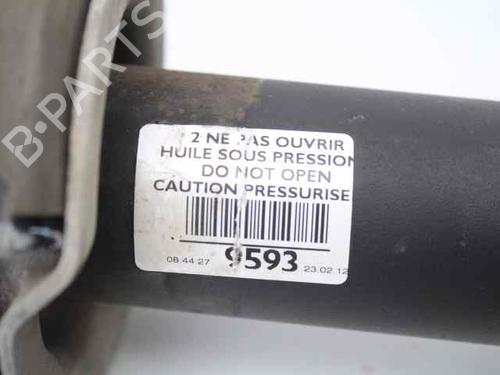 2 NE PAS OUVRIR
HUILE SOUS PRESSION
DO NOT OPEN
CAUTION PRESSURISE
08:44:27 9593 23.02.12
B-PARTS